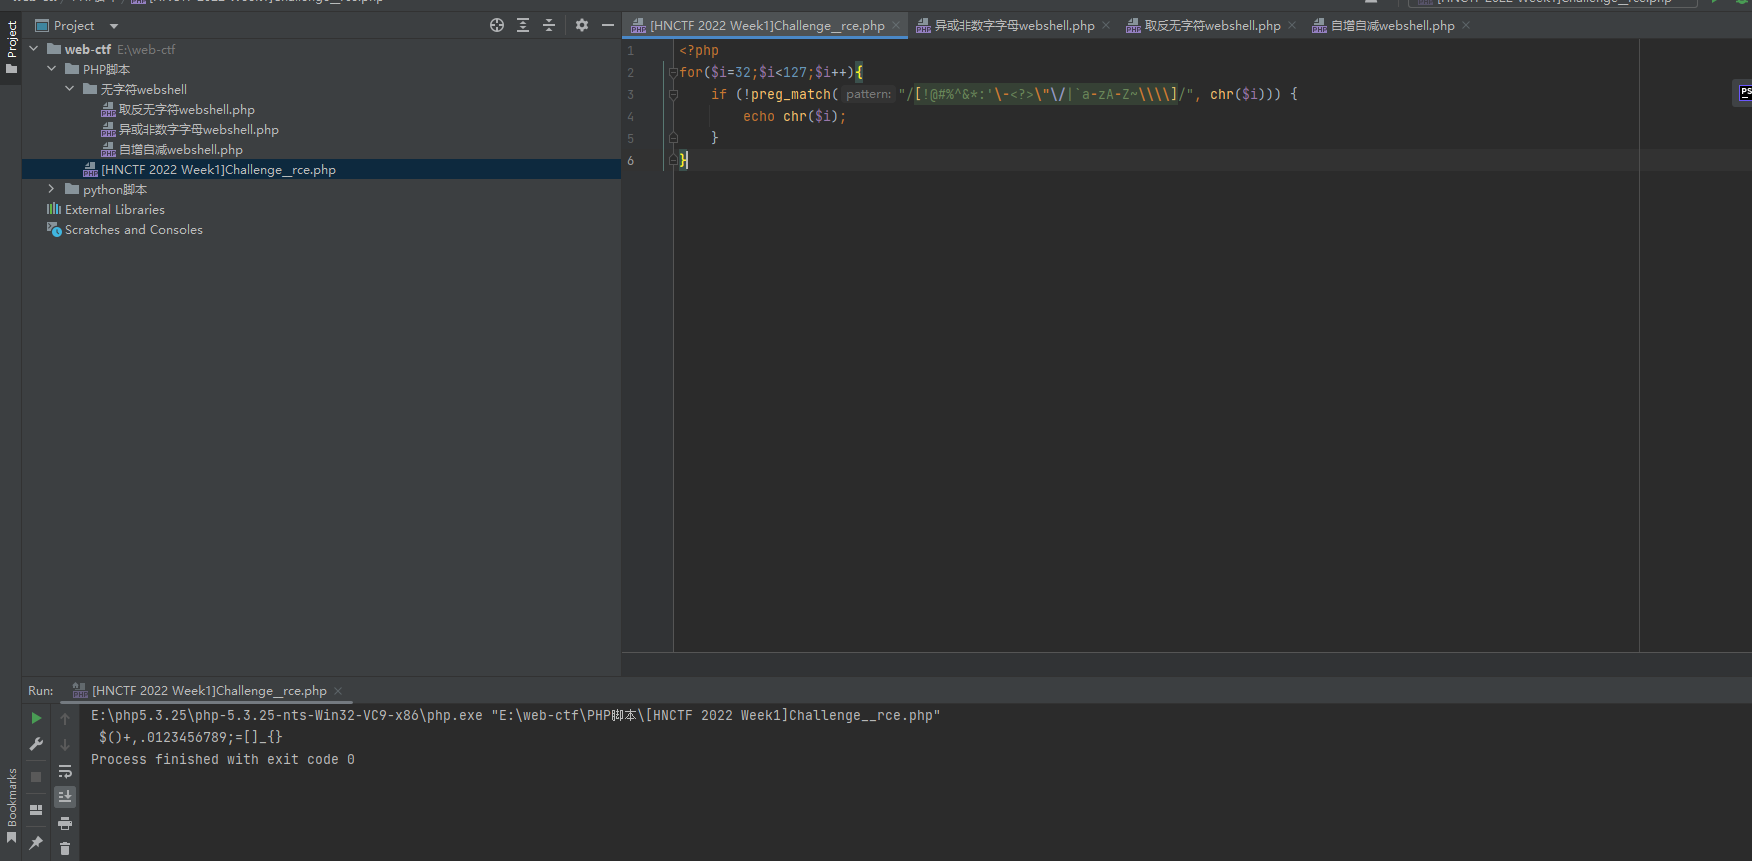 Project
[HNCTF 2022 Week1]Challenge__rce.php
异或非数字字母webshell.php
取反无字符webshell.php
自增自减webshell.php
Project
web-ctf E:\web-ctf
PHP脚本
无字符webshell
取反无字符webshell.php
异或非数字字母webshell.php
自增自减webshell.php
[HNCTF 2022 Week1]Challenge__rce.php
python脚本
External Libraries
Scratches and Consoles
1 <?php
2 for($i=32;$i<127;$i++){
3 if (!preg_match( pattern: "/[!@#%^&*:'\-<?>\"\/|`a-zA-Z~\\\\]/", chr($i))) {
4 echo chr($i);
5 }
6 }
PS
Run: [HNCTF 2022 Week1]Challenge__rce.php
E:\php5.3.25\php-5.3.25-nts-Win32-VC9-x86\php.exe "E:\web-ctf\PHP脚本\[HNCTF 2022 Week1]Challenge__rce.php"
$()+,.0123456789;=[]_{}
Process finished with exit code 0
Bookmarks